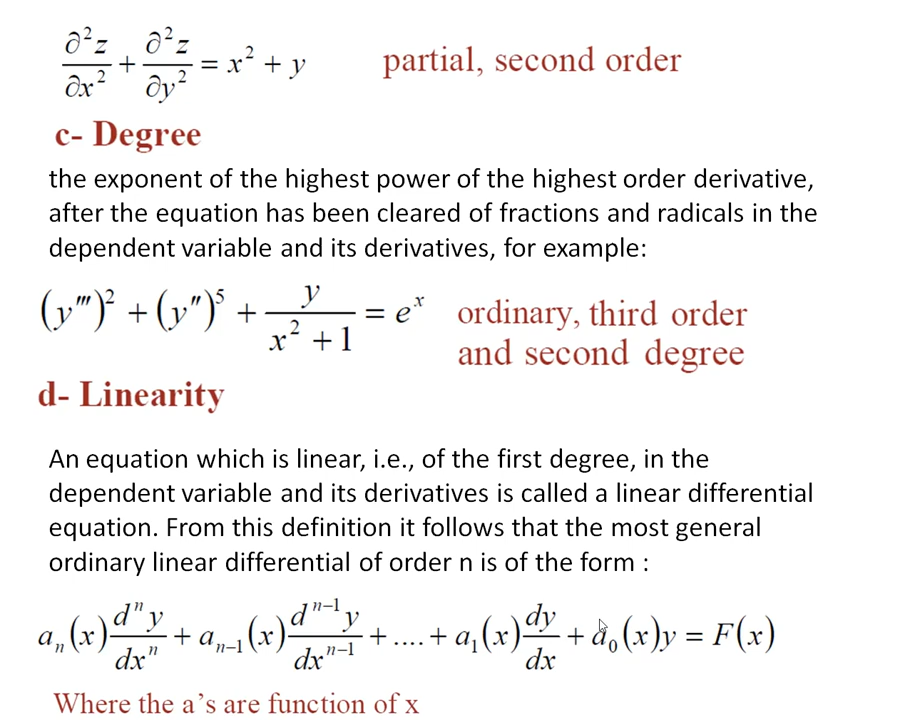 ∂²z/∂x² + ∂²z/∂y² = x² + y partial, second order
c- Degree
the exponent of the highest power of the highest order derivative,
after the equation has been cleared of fractions and radicals in the
dependent variable and its derivatives, for example:
(y‴)² + (y″)⁵ + y/(x² + 1) = eˣ ordinary, third order
and second degree
d- Linearity
An equation which is linear, i.e., of the first degree, in the
dependent variable and its derivatives is called a linear differential
equation. From this definition it follows that the most general
ordinary linear differential of order n is of the form :
aₙ(x) dⁿy/dxⁿ + aₙ₋₁(x) dⁿ⁻¹y/dxⁿ⁻¹ + .... + a₁(x) dy/dx + a₀(x)y = F(x)
Where the a's are function of x